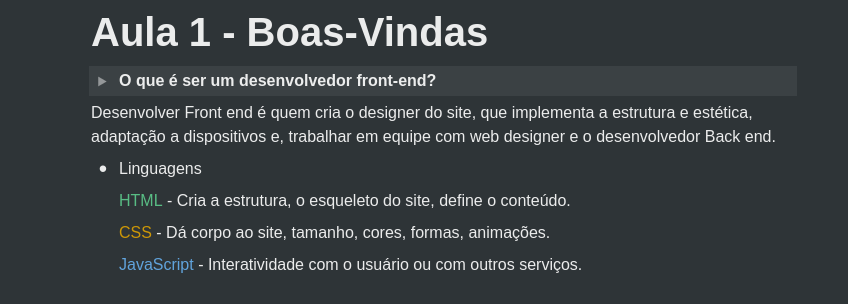 Aula 1 - Boas-Vindas
O que é ser um desenvolvedor front-end?
Desenvolver Front end é quem cria o designer do site, que implementa a estrutura e estética,
adaptação a dispositivos e, trabalhar em equipe com web designer e o desenvolvedor Back end.
Linguagens
HTML - Cria a estrutura, o esqueleto do site, define o conteúdo.
CSS - Dá corpo ao site, tamanho, cores, formas, animações.
JavaScript - Interatividade com o usuário ou com outros serviços.